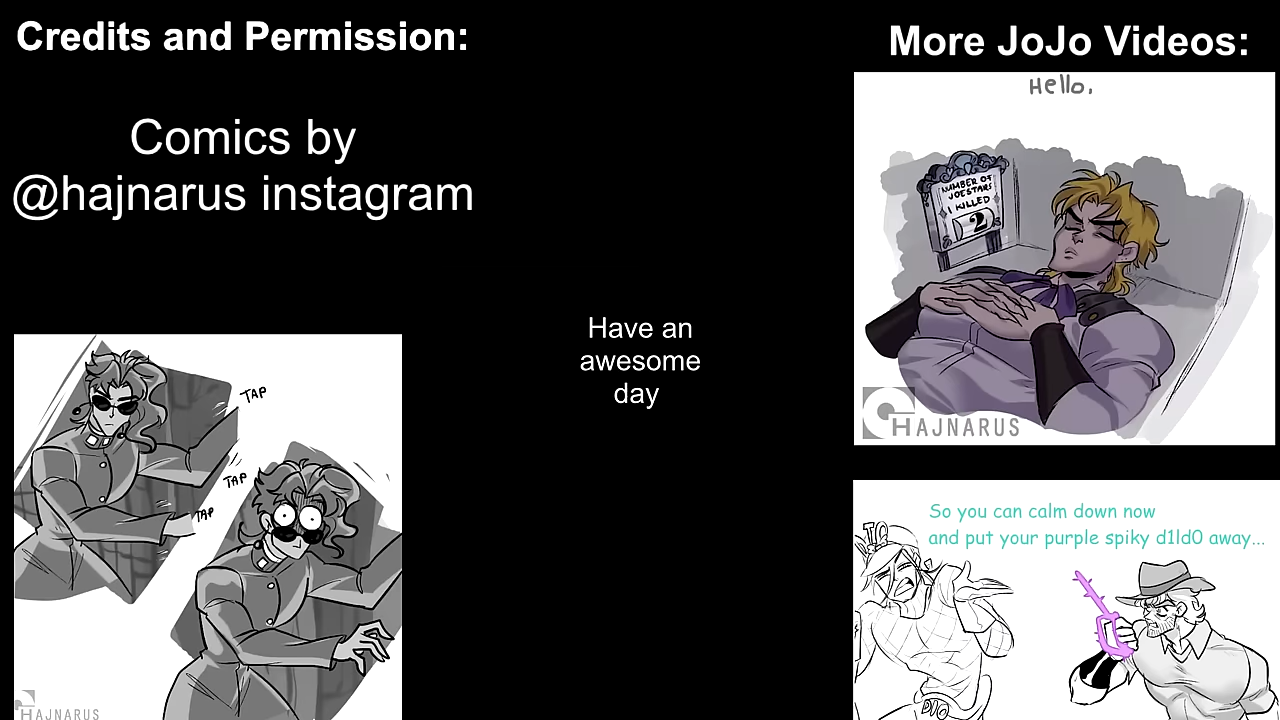 Credits and Permission:
Comics by
@hajnarus instagram
TAP
TAP
TAP
HAJNARUS
Have an
awesome
day
More JoJo Videos:
Hello.
NUMBER OF
JOESTARS
I KILLED
2
HAJNARUS
So you can calm down now
and put your purple spiky d1ld0 away...
DIO